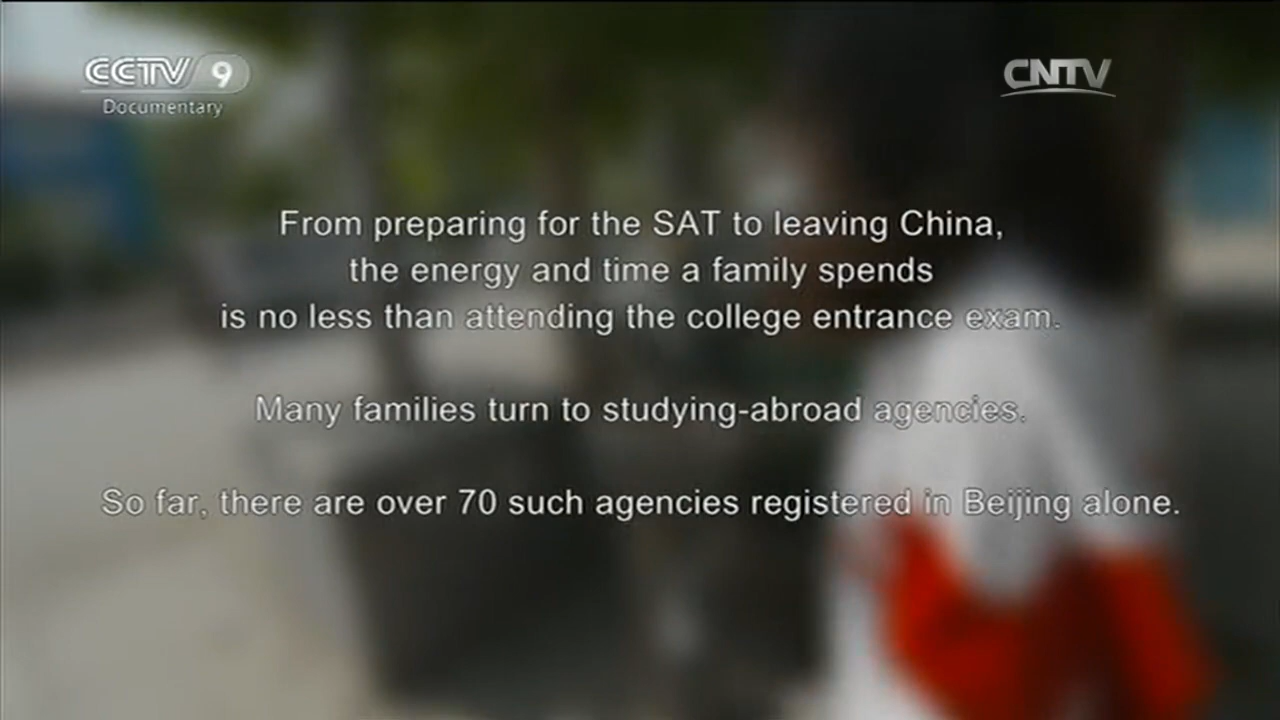 CCTV 9
Documentary
CNTV
From preparing for the SAT to leaving China,
the energy and time a family spends
is no less than attending the college entrance exam.
Many families turn to studying-abroad agencies.
So far, there are over 70 such agencies registered in Beijing alone.